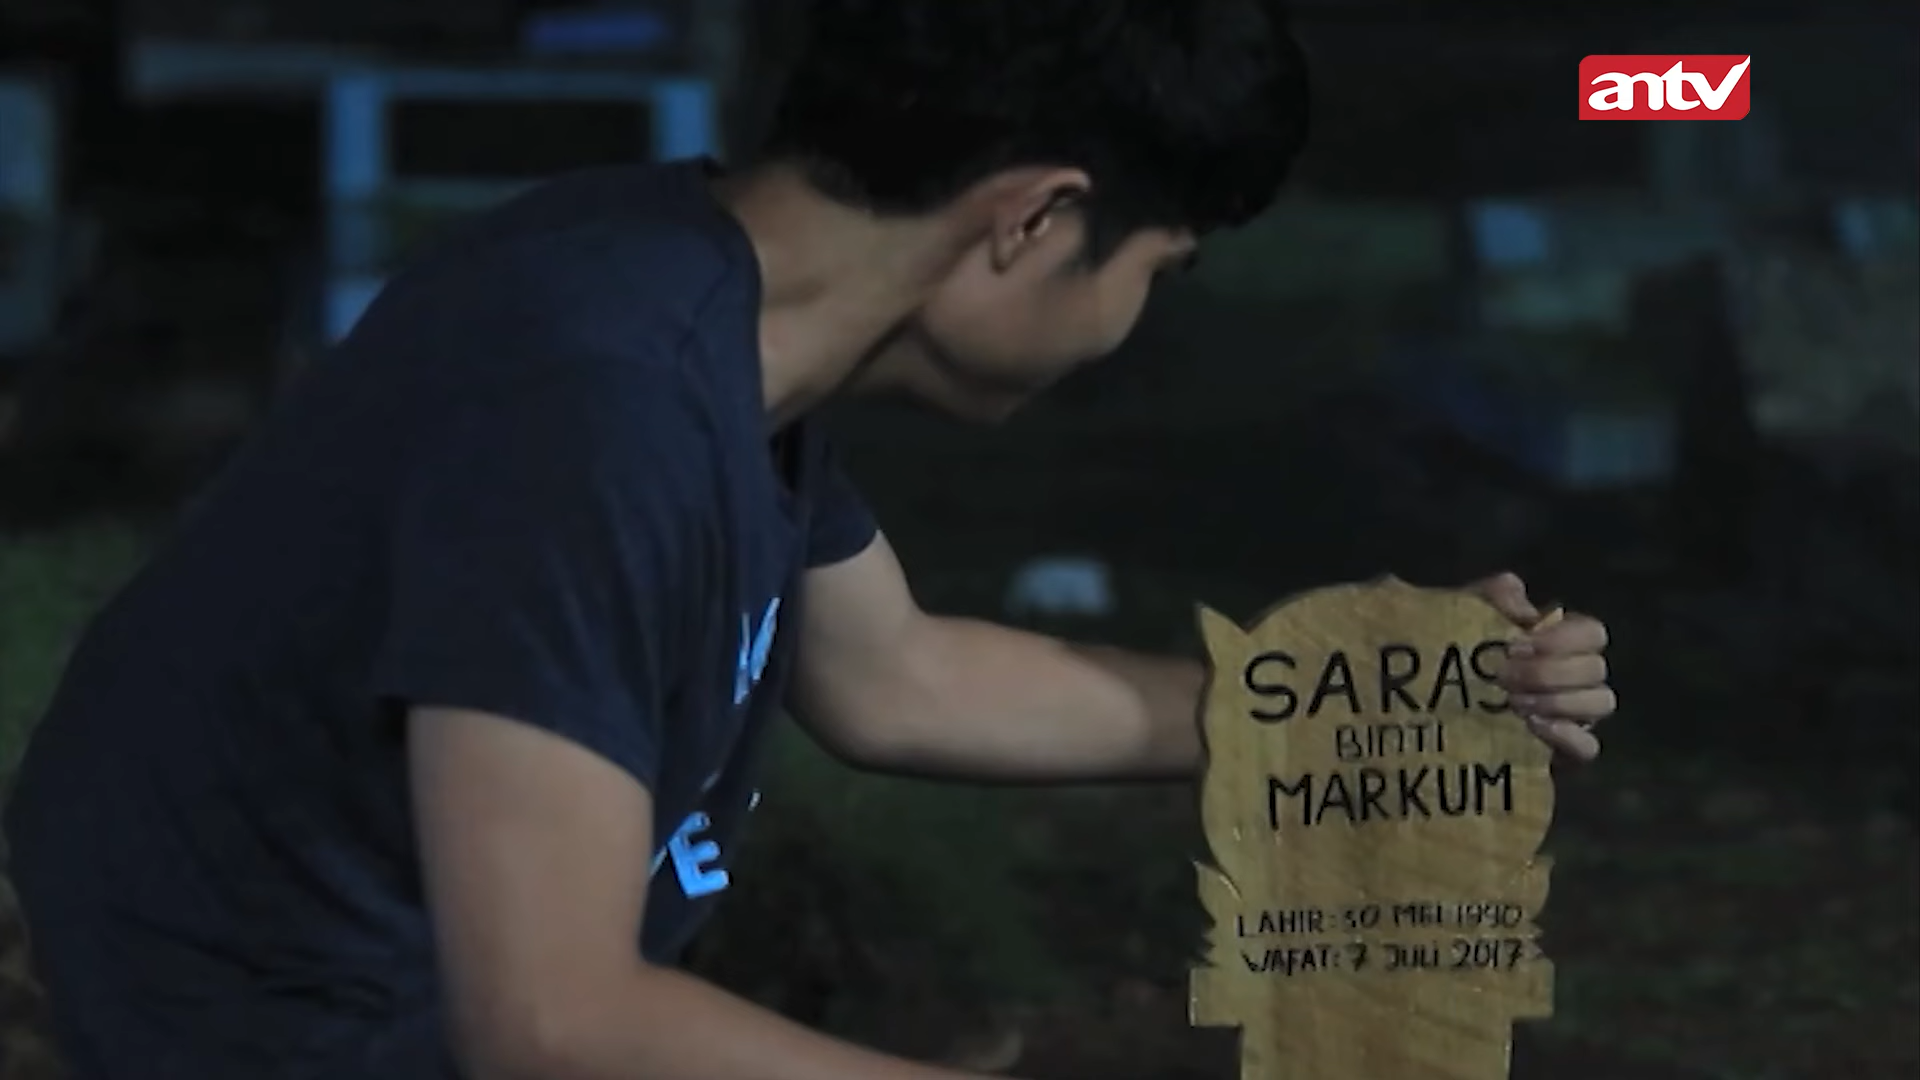 antv
SARAS
BINTI
MARKUM
LAHIR: 30 MEI 1990
WAFAT: 7 JULI 2017
E